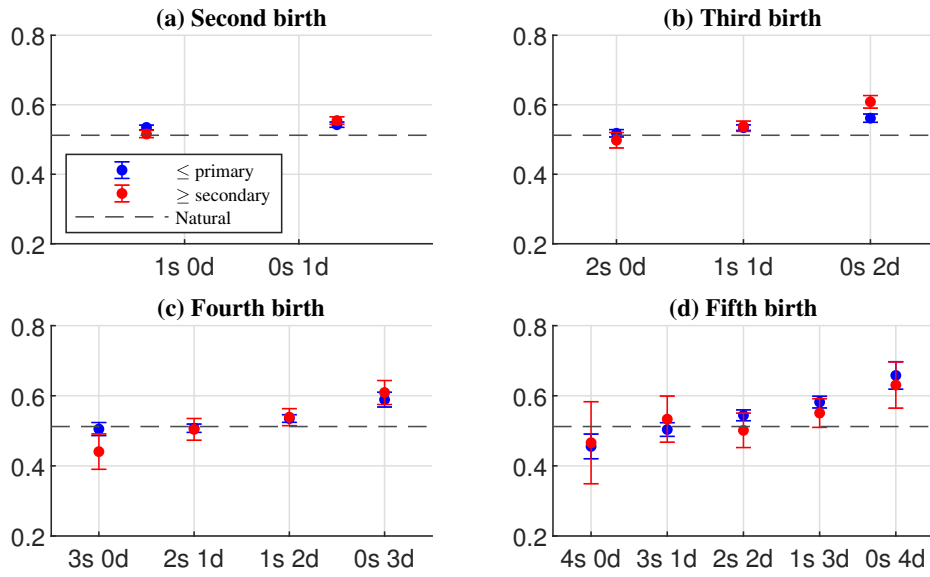 (a) Second birth
0.8
0.6
0.4
0.2
≤ primary
≥ secondary
Natural
1s 0d 0s 1d
(b) Third birth
0.8
0.6
0.4
0.2
2s 0d 1s 1d 0s 2d
(c) Fourth birth
0.8
0.6
0.4
0.2
3s 0d 2s 1d 1s 2d 0s 3d
(d) Fifth birth
0.8
0.6
0.4
0.2
4s 0d 3s 1d 2s 2d 1s 3d 0s 4d